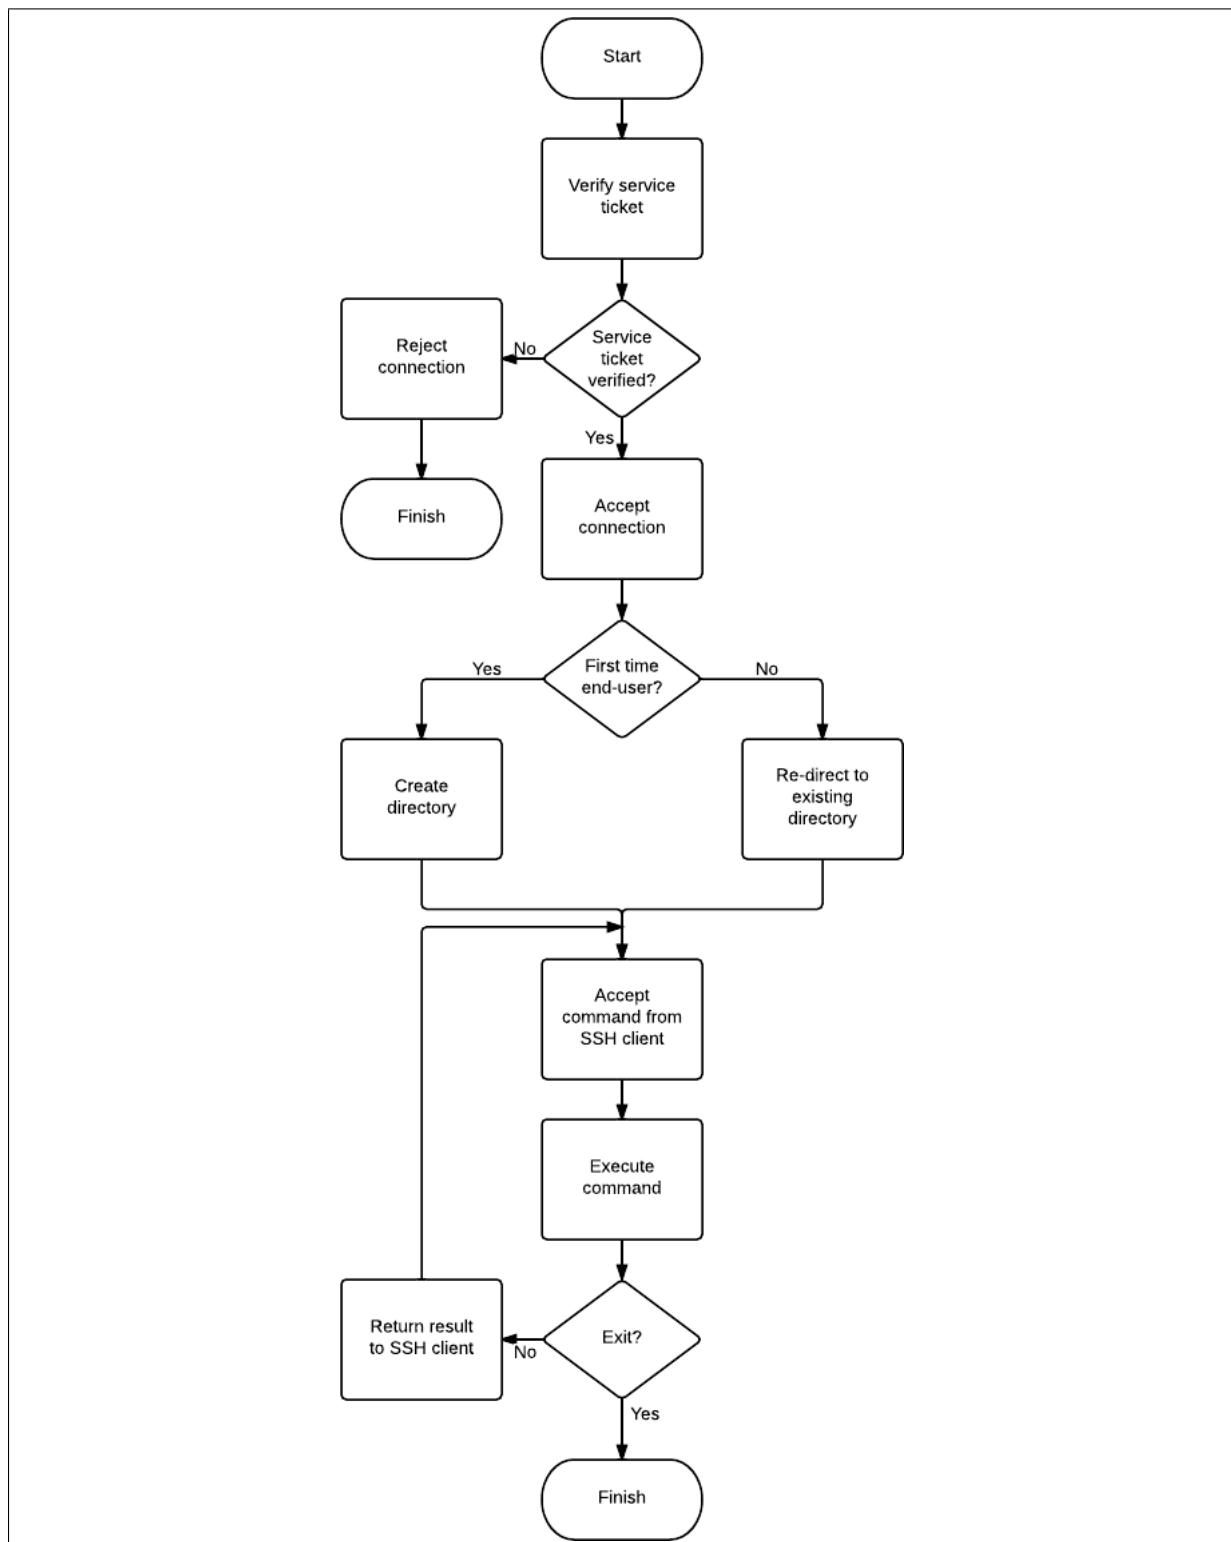 Start
Verify service
ticket
Service
ticket
verified?
No
Reject
connection
Finish
Yes
Accept
connection
First time
end-user?
Yes
No
Create
directory
Re-direct to
existing
directory
Accept
command from
SSH client
Execute
command
Exit?
No
Return result
to SSH client
Yes
Finish